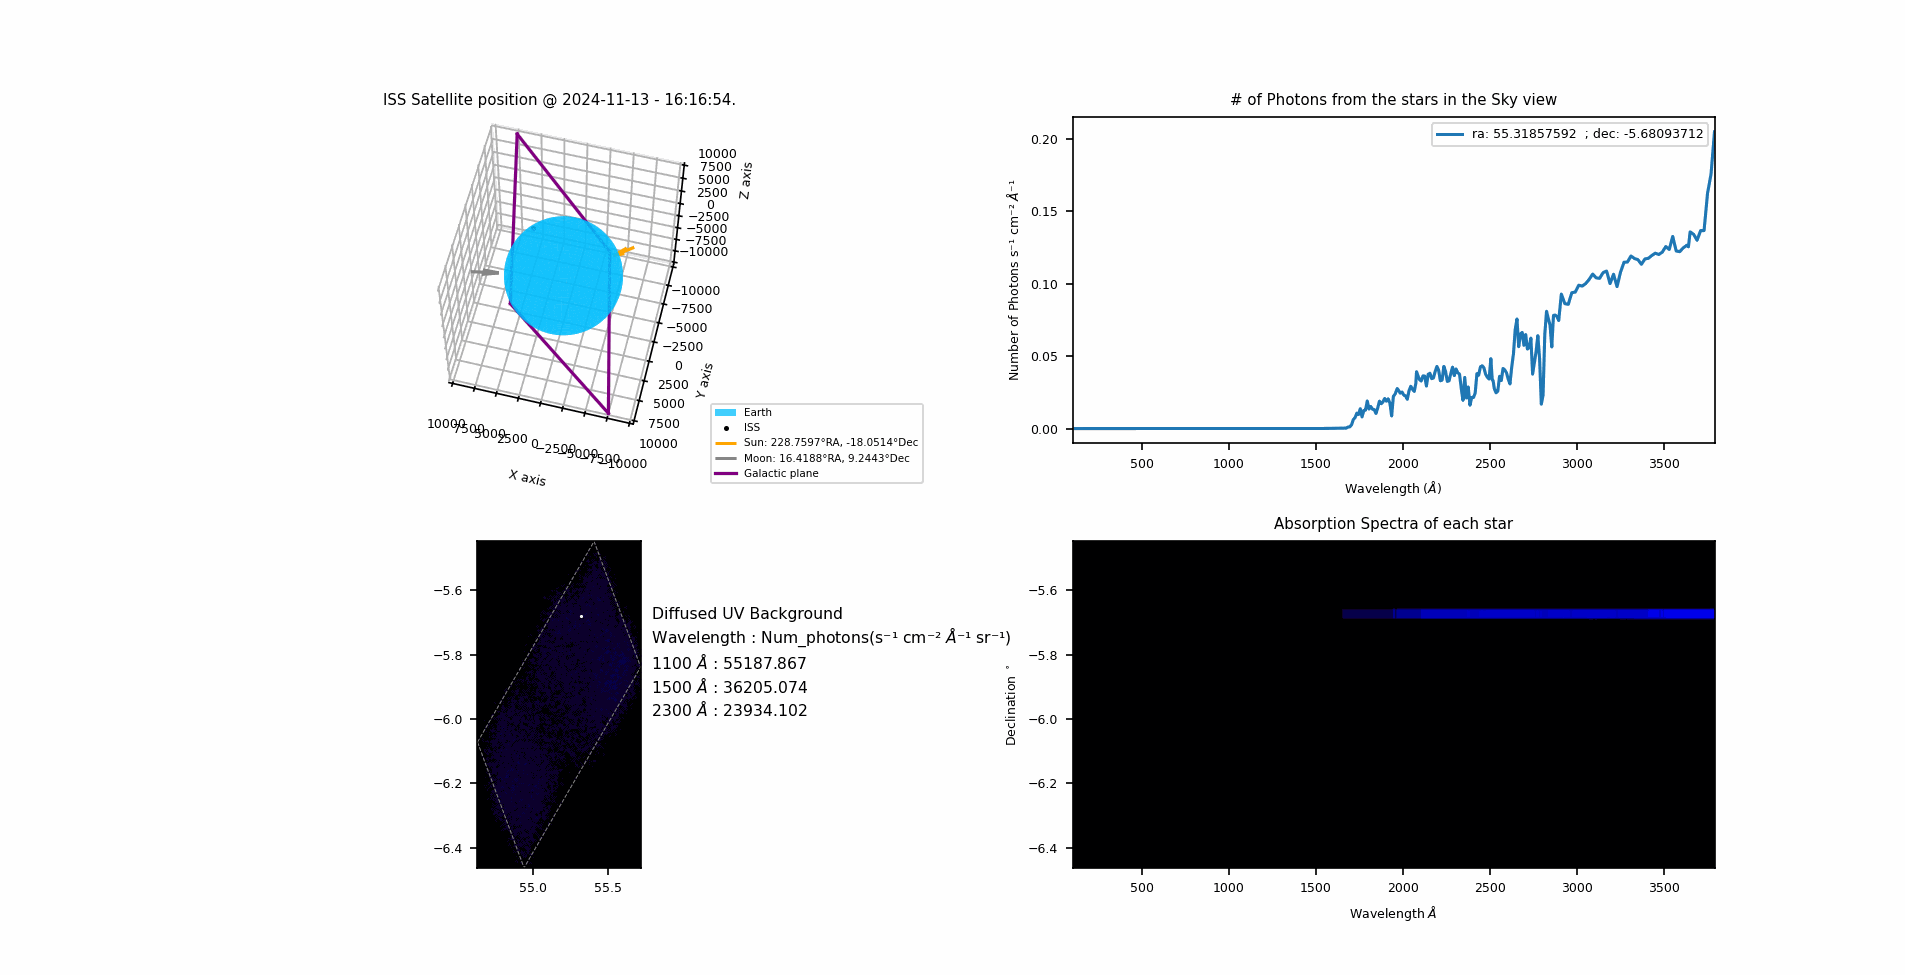 ISS Satellite position @ 2024-11-13 - 16:16:54.
10000
7500
5000
2500
0
−2500
−5000
−7500
−10000
Z axis
−10000
−7500
−5000
−2500
0
2500
5000
7500
10000
Y axis
10000
7500
5000
2500
0
−2500
−5000
−7500
−10000
X axis
Earth
ISS
Sun: 228.7597°RA, -18.0514°Dec
Moon: 16.4188°RA, 9.2443°Dec
Galactic plane
# of Photons from the stars in the Sky view
ra: 55.31857592  ; dec: -5.68093712
0.20
0.15
0.10
0.05
0.00
Number of Photons s⁻¹ cm⁻² Å⁻¹
500 1000 1500 2000 2500 3000 3500
Wavelength (Å)
−5.6
−5.8
−6.0
−6.2
−6.4
55.0 55.5
Diffused UV Background
Wavelength : Num_photons(s⁻¹ cm⁻² Å⁻¹ sr⁻¹)
1100 Å : 55187.867
1500 Å : 36205.074
2300 Å : 23934.102
Absorption Spectra of each star
−5.6
−5.8
−6.0
−6.2
−6.4
Declination °
500 1000 1500 2000 2500 3000 3500
Wavelength Å